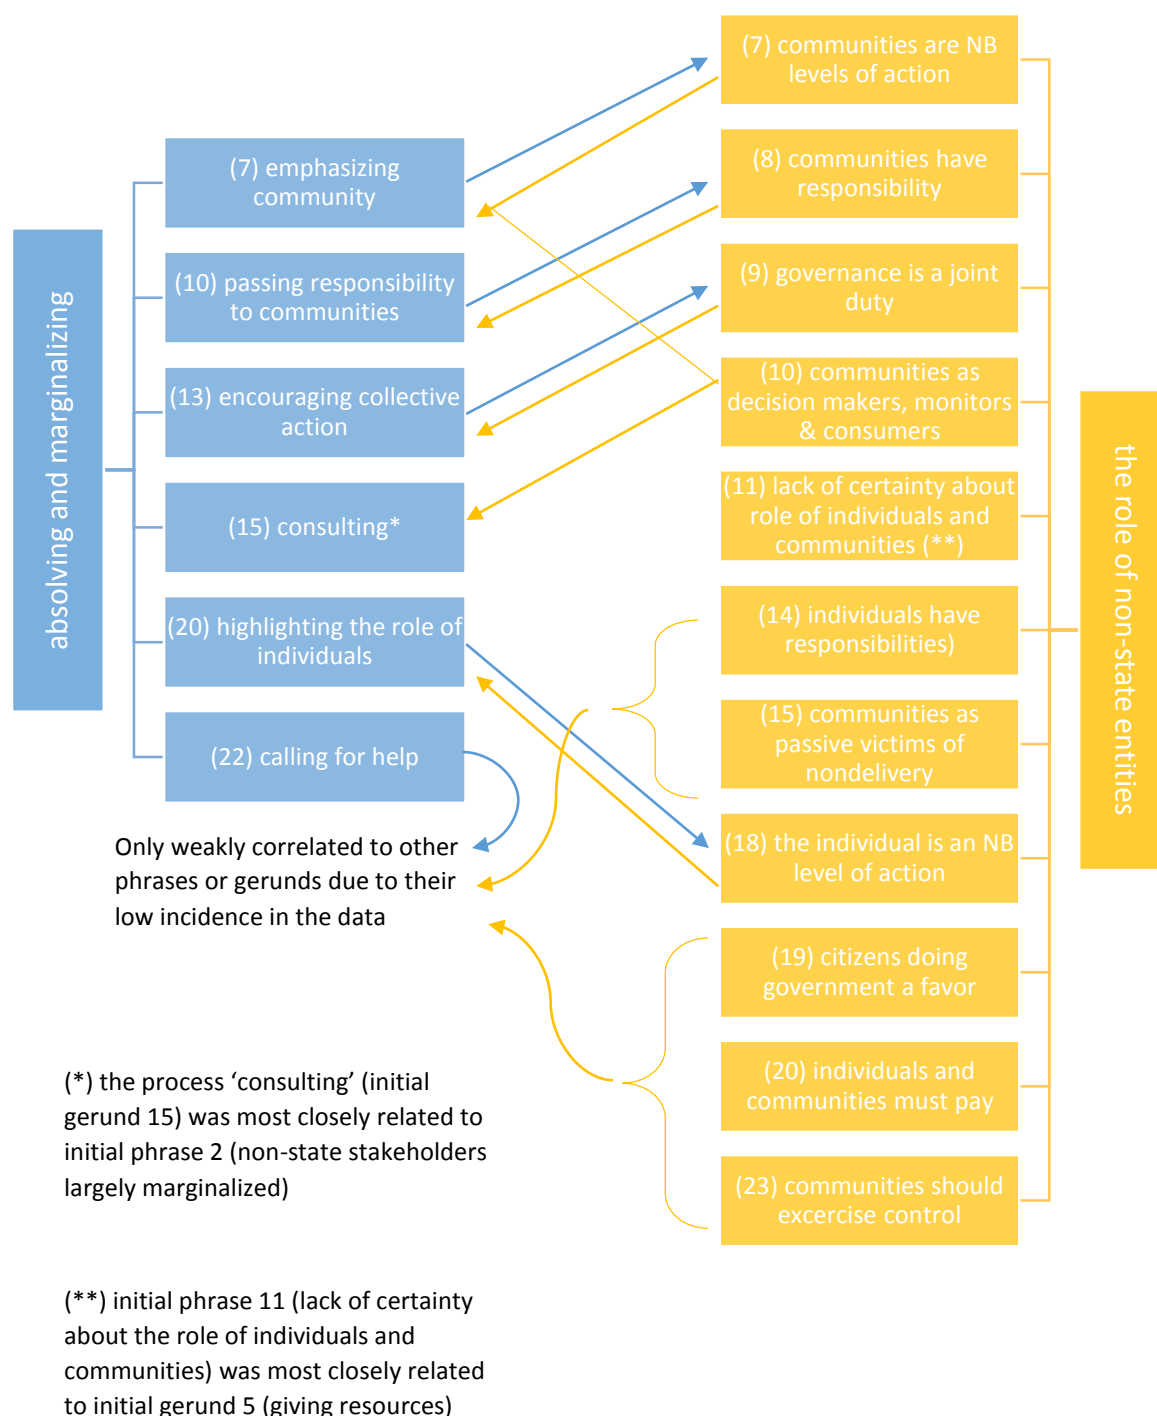 absolving and marginalizing
(7) emphasizing
community
(10) passing responsibility
to communities
(13) encouraging collective
action
(15) consulting*
(20) highlighting the role of
individuals
(22) calling for help
Only weakly correlated to other
phrases or gerunds due to their
low incidence in the data
(*) the process ‘consulting’ (initial
gerund 15) was most closely related to
initial phrase 2 (non-state stakeholders
largely marginalized)
(**) initial phrase 11 (lack of certainty
about the role of individuals and
communities) was most closely related
to initial gerund 5 (giving resources)
(7) communities are NB
levels of action
(8) communities have
responsibility
(9) governance is a joint
duty
(10) communities as
decision makers, monitors
& consumers
(11) lack of certainty about
role of individuals and
communities (**)
(14) individuals have
responsibilities)
(15) communities as
passive victims of
nondelivery
(18) the individual is an NB
level of action
(19) citizens doing
government a favor
(20) individuals and
communities must pay
(23) communities should
excercise control
the role of non-state entities